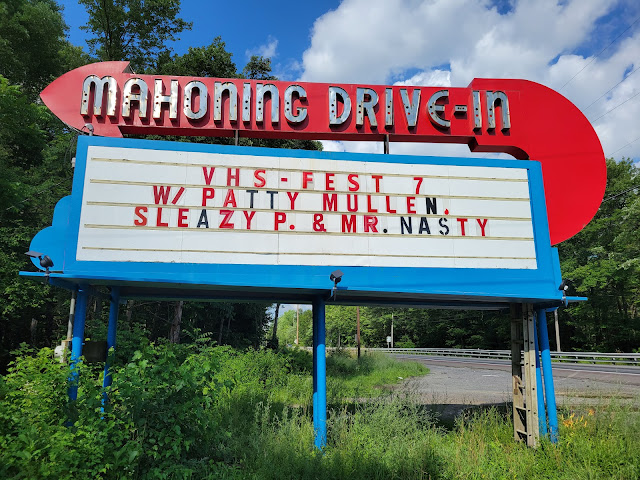 MAHONING DRIVE-IN
VHS-FEST 7
W/ PATTY MULLEN,
SLEAZY P. & MR. NA$TY